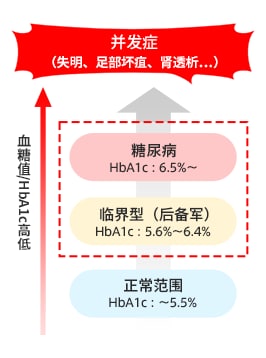 并发症
（失明、足部坏疽、肾透析...）
血糖值/HbA1c高低
糖尿病
HbA1c：6.5%～
临界型（后备军）
HbA1c：5.6%～6.4%
正常范围
HbA1c：～5.5%